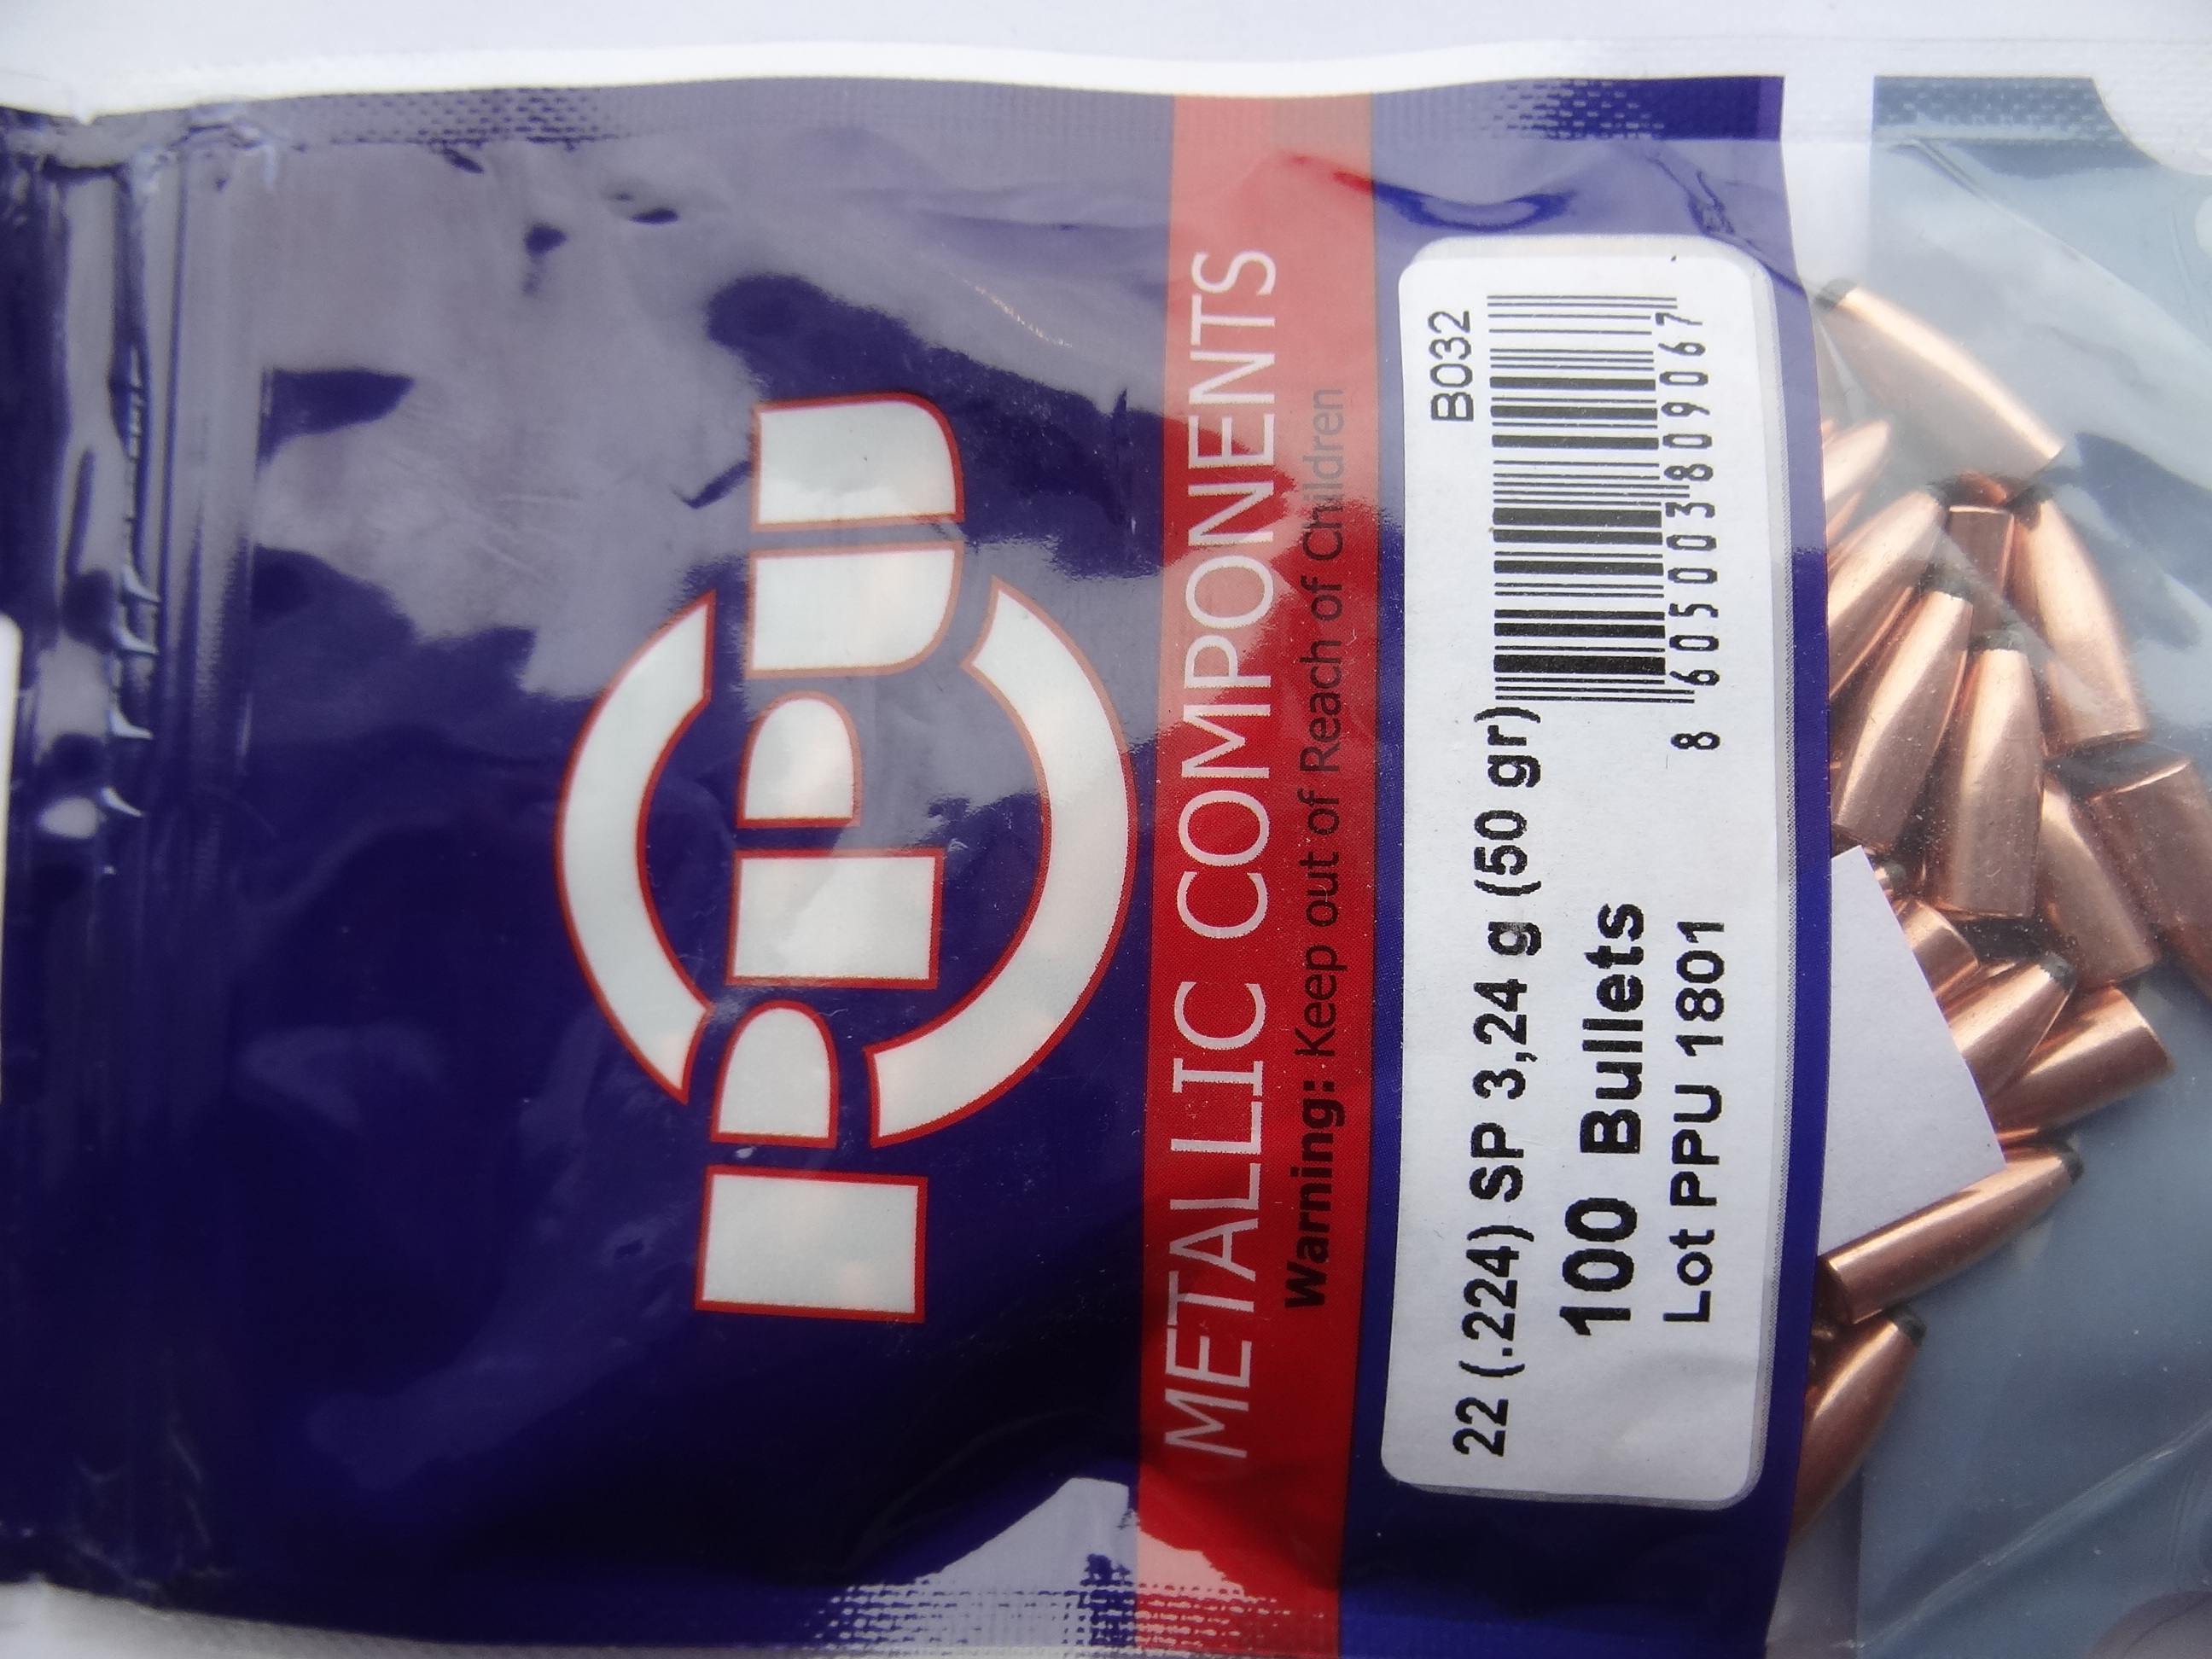 PPU
METALLIC COMPONENTS
Warning: Keep out of Reach of Children
B032
22 (.224) SP 3,24 g (50 gr)
100 Bullets
Lot PPU 1801
8 605003 809067